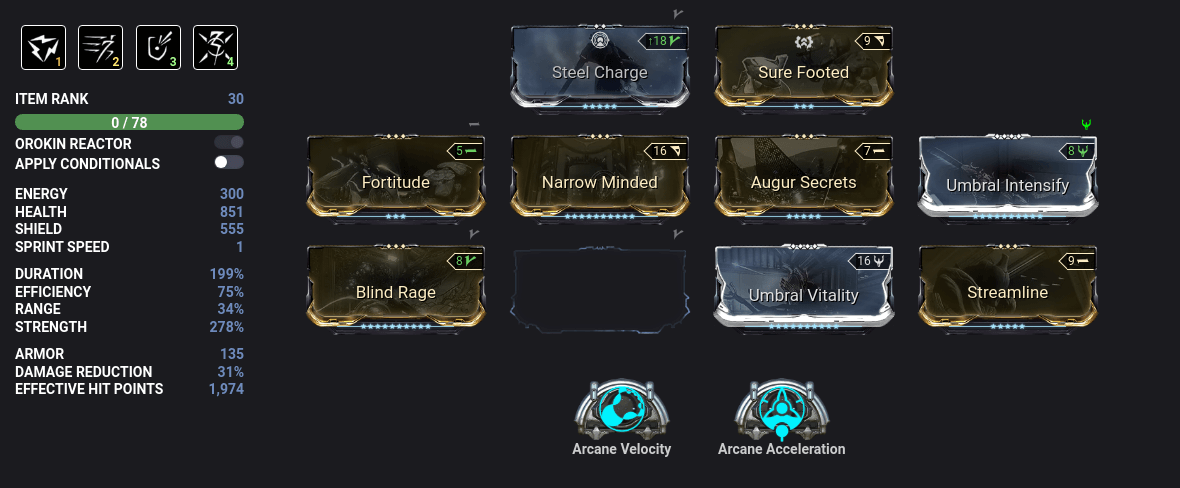 1 2 3 4
ITEM RANK 30
0 / 78
OROKIN REACTOR
APPLY CONDITIONALS
ENERGY 300
HEALTH 851
SHIELD 555
SPRINT SPEED 1
DURATION 199%
EFFICIENCY 75%
RANGE 34%
STRENGTH 278%
ARMOR 135
DAMAGE REDUCTION 31%
EFFECTIVE HIT POINTS 1,974
↑18 9
Steel Charge Sure Footed
5 16 7 8
Fortitude Narrow Minded Augur Secrets Umbral Intensify
8 16 9
Blind Rage Umbral Vitality Streamline
Arcane Velocity Arcane Acceleration